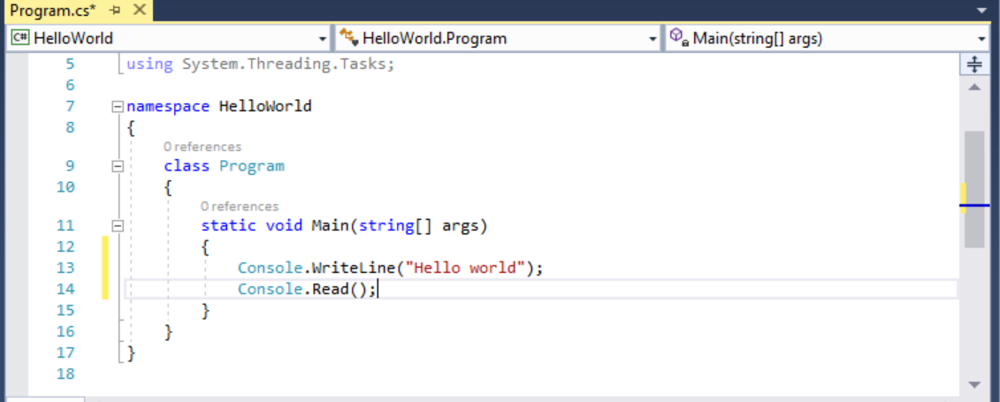 Program.cs*
C# HelloWorld HelloWorld.Program Main(string[] args)
5 using System.Threading.Tasks;
6
7 namespace HelloWorld
8 {
0 references
9 class Program
10 {
0 references
11 static void Main(string[] args)
12 {
13 Console.WriteLine("Hello world");
14 Console.Read();
15 }
16 }
17 }
18